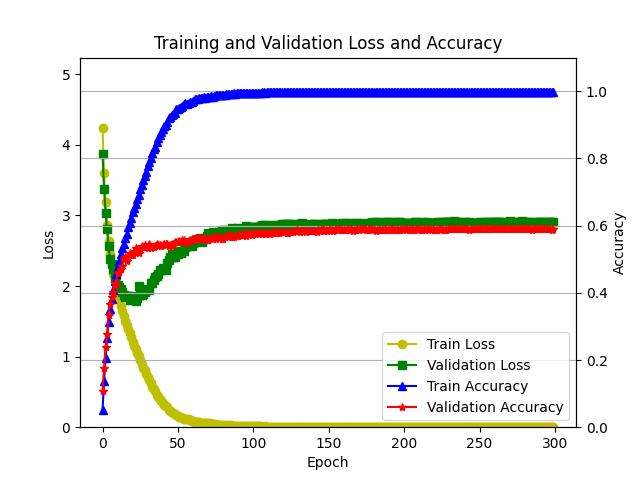 Training and Validation Loss and Accuracy
5
4
3
2
1
0
Loss
1.0
0.8
0.6
0.4
0.2
0.0
Accuracy
Train Loss
Validation Loss
Train Accuracy
Validation Accuracy
0 50 100 150 200 250 300
Epoch